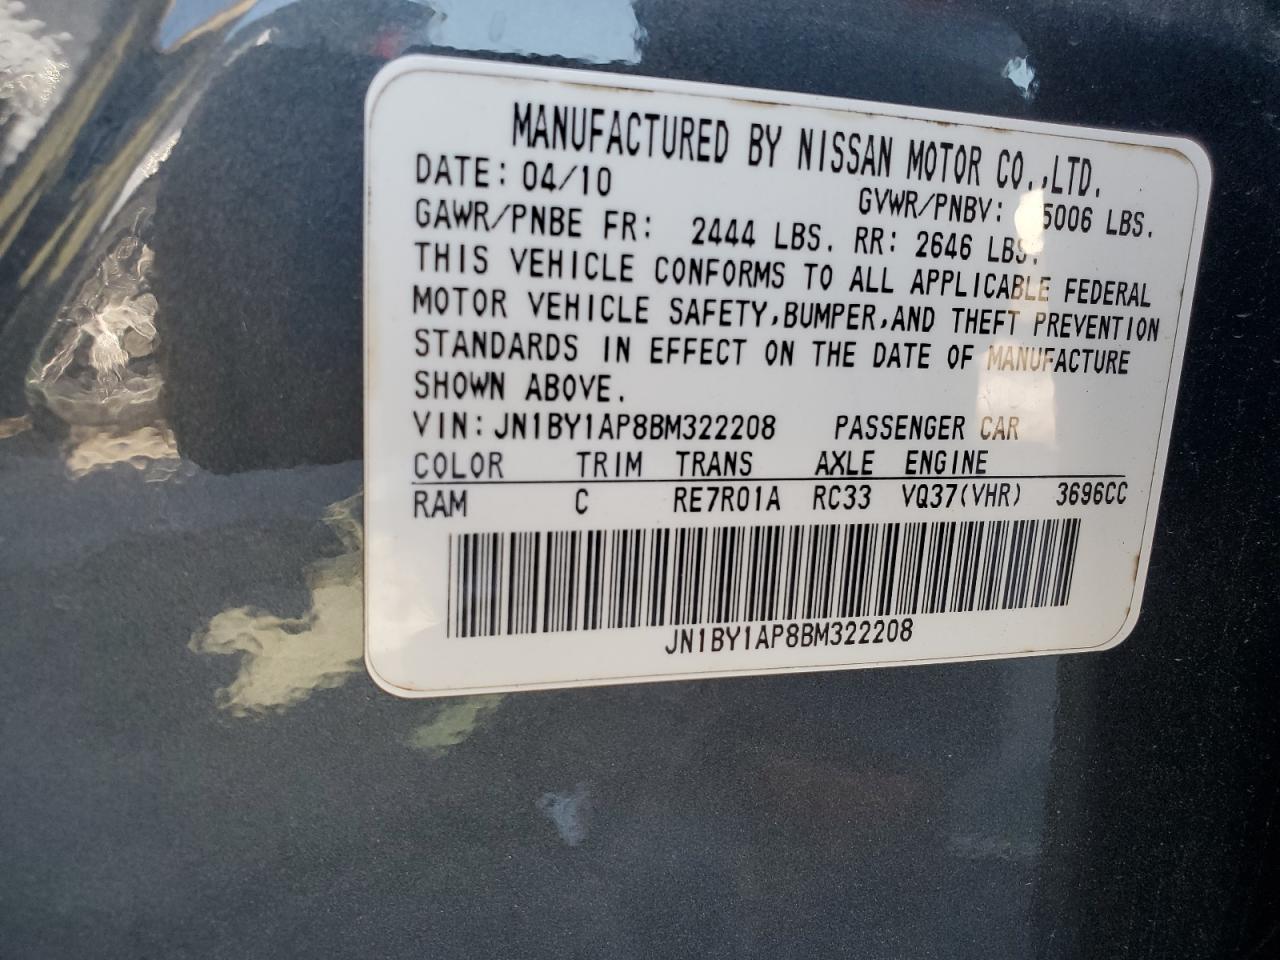 MANUFACTURED BY NISSAN MOTOR CO.,LTD.
DATE: 04/10 GVWR/PNBV: 5006 LBS.
GAWR/PNBE FR: 2444 LBS. RR: 2646 LBS.
THIS VEHICLE CONFORMS TO ALL APPLICABLE FEDERAL
MOTOR VEHICLE SAFETY,BUMPER,AND THEFT PREVENTION
STANDARDS IN EFFECT ON THE DATE OF MANUFACTURE
SHOWN ABOVE.
VIN: JN1BY1AP8BM322208 PASSENGER CAR
COLOR TRIM TRANS AXLE ENGINE
RAM C RE7R01A RC33 VQ37(VHR) 3696CC
JN1BY1AP8BM322208